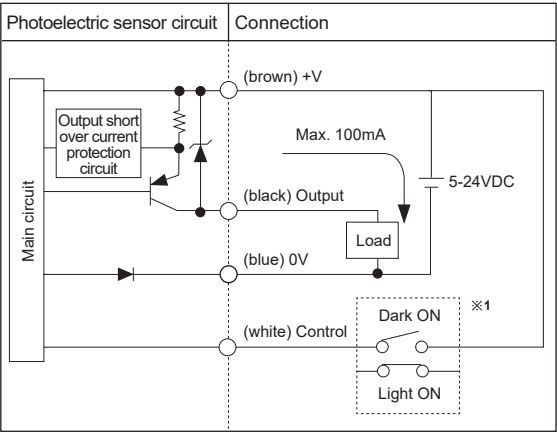 Photoelectric sensor circuit
Connection
(brown) +V
Output short
over current
protection
circuit
Max. 100mA
5-24VDC
Main circuit
(black) Output
Load
(blue) 0V
※1
Dark ON
(white) Control
Light ON